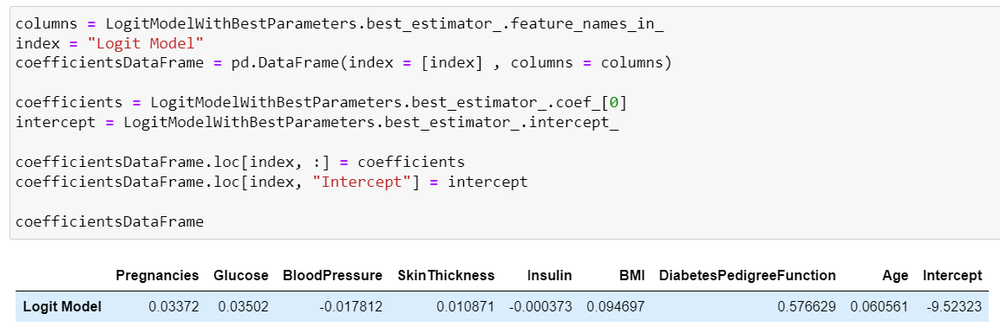 columns = LogitModelWithBestParameters.best_estimator_.feature_names_in_
index = "Logit Model"
coefficientsDataFrame = pd.DataFrame(index = [index] , columns = columns)
coefficients = LogitModelWithBestParameters.best_estimator_.coef_[0]
intercept = LogitModelWithBestParameters.best_estimator_.intercept_
coefficientsDataFrame.loc[index, :] = coefficients
coefficientsDataFrame.loc[index, "Intercept"] = intercept
coefficientsDataFrame
Pregnancies Glucose BloodPressure SkinThickness Insulin BMI DiabetesPedigreeFunction Age Intercept
Logit Model 0.03372 0.03502 -0.017812 0.010871 -0.000373 0.094697 0.576629 0.060561 -9.52323